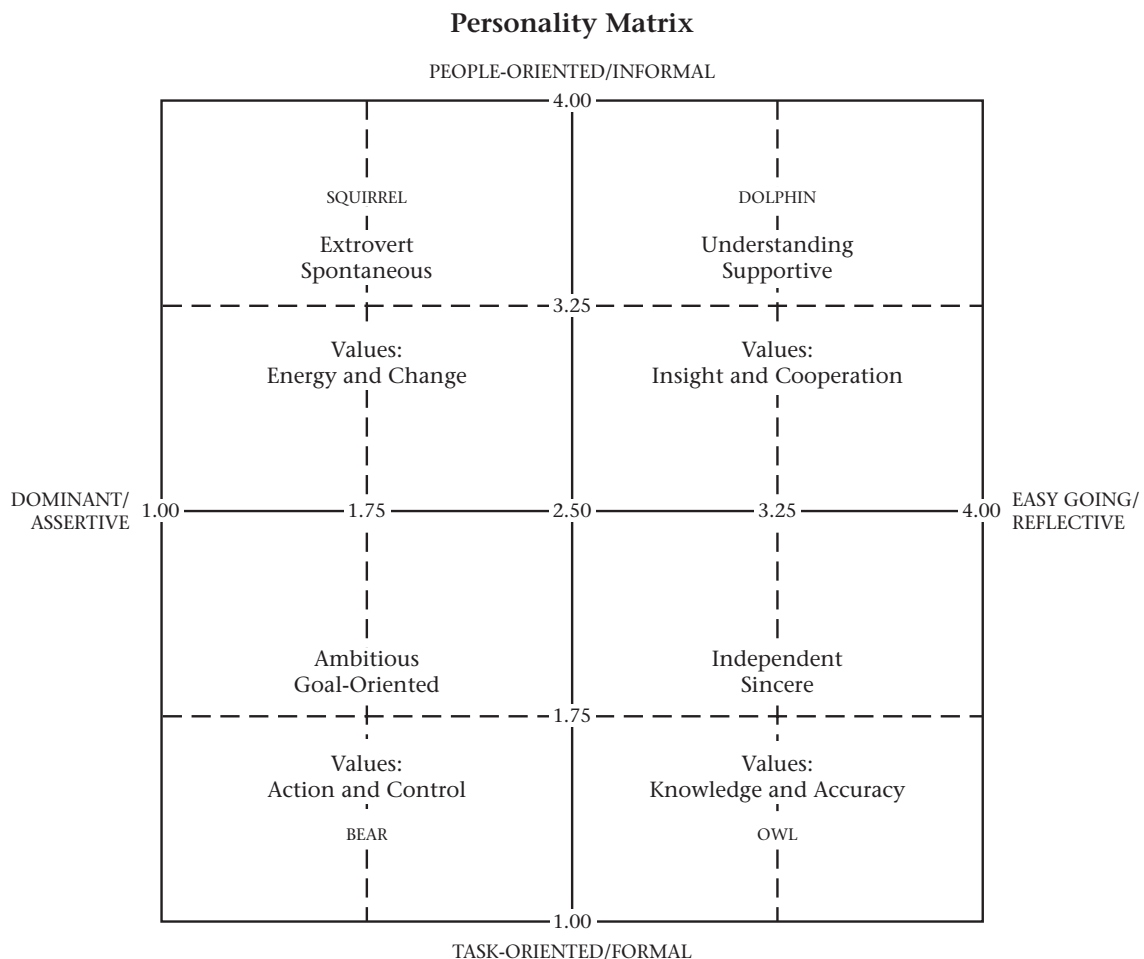 Personality Matrix
PEOPLE-ORIENTED/INFORMAL
4.00
SQUIRREL
Extrovert
Spontaneous
DOLPHIN
Understanding
Supportive
3.25
Values:
Energy and Change
Values:
Insight and Cooperation
DOMINANT/
ASSERTIVE
1.00
1.75
2.50
3.25
4.00
EASY GOING/
REFLECTIVE
Ambitious
Goal-Oriented
Independent
Sincere
1.75
Values:
Action and Control
BEAR
Values:
Knowledge and Accuracy
OWL
1.00
TASK-ORIENTED/FORMAL